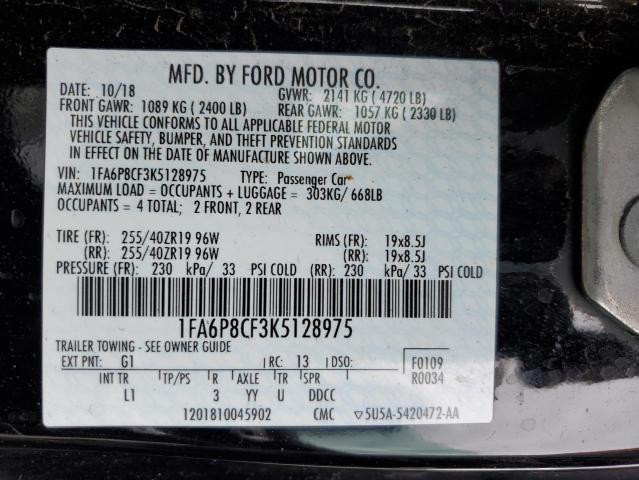 MFD. BY FORD MOTOR CO.
DATE: 10/18 GVWR: 2141 KG ( 4720 LB)
FRONT GAWR: 1089 KG ( 2400 LB) REAR GAWR: 1057 KG ( 2330 LB)
THIS VEHICLE CONFORMS TO ALL APPLICABLE FEDERAL MOTOR
VEHICLE SAFETY, BUMPER, AND THEFT PREVENTION STANDARDS
IN EFFECT ON THE DATE OF MANUFACTURE SHOWN ABOVE.
VIN: 1FA6P8CF3K5128975 TYPE: Passenger Car
MAXIMUM LOAD = OCCUPANTS + LUGGAGE = 303KG/ 668LB
OCCUPANTS = 4 TOTAL; 2 FRONT, 2 REAR
TIRE (FR): 255/40ZR19 96W RIMS (FR): 19x8.5J
(RR): 255/40ZR19 96W (RR): 19x8.5J
PRESSURE (FR): 230 kPa/ 33 PSI COLD (RR): 230 kPa/ 33 PSI COLD
1FA6P8CF3K5128975
TRAILER TOWING - SEE OWNER GUIDE
EXT PNT: G1 RC: 13 DSO: F0109
INT TR TP/PS R AXLE TR SPR R0034
L1 3 YY U DDCC
1201810045902 CMC ▽5U5A-5420472-AA